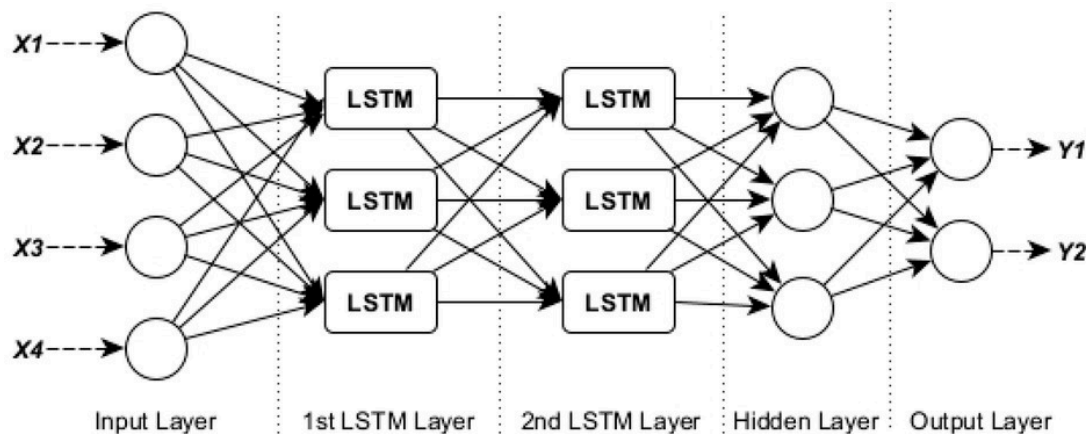 X1
X2
X3
X4
LSTM
LSTM
LSTM
LSTM
LSTM
LSTM
Y1
Y2
Input Layer
1st LSTM Layer
2nd LSTM Layer
Hidden Layer
Output Layer